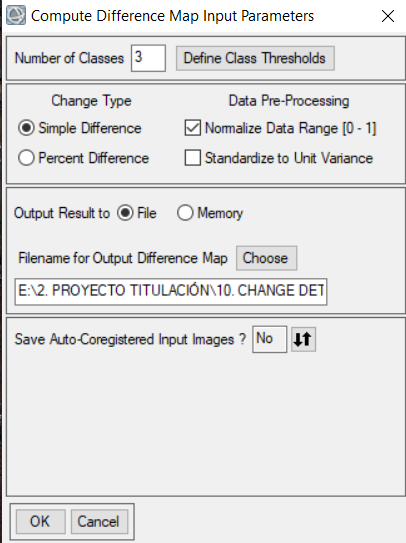 Compute Difference Map Input Parameters
Number of Classes 3 Define Class Thresholds
Change Type Data Pre-Processing
Simple Difference Normalize Data Range [0 - 1]
Percent Difference Standardize to Unit Variance
Output Result to File Memory
Filename for Output Difference Map Choose
E:\2. PROYECTO TITULACIÓN\10. CHANGE DET
Save Auto-Coregistered Input Images ? No
OK Cancel